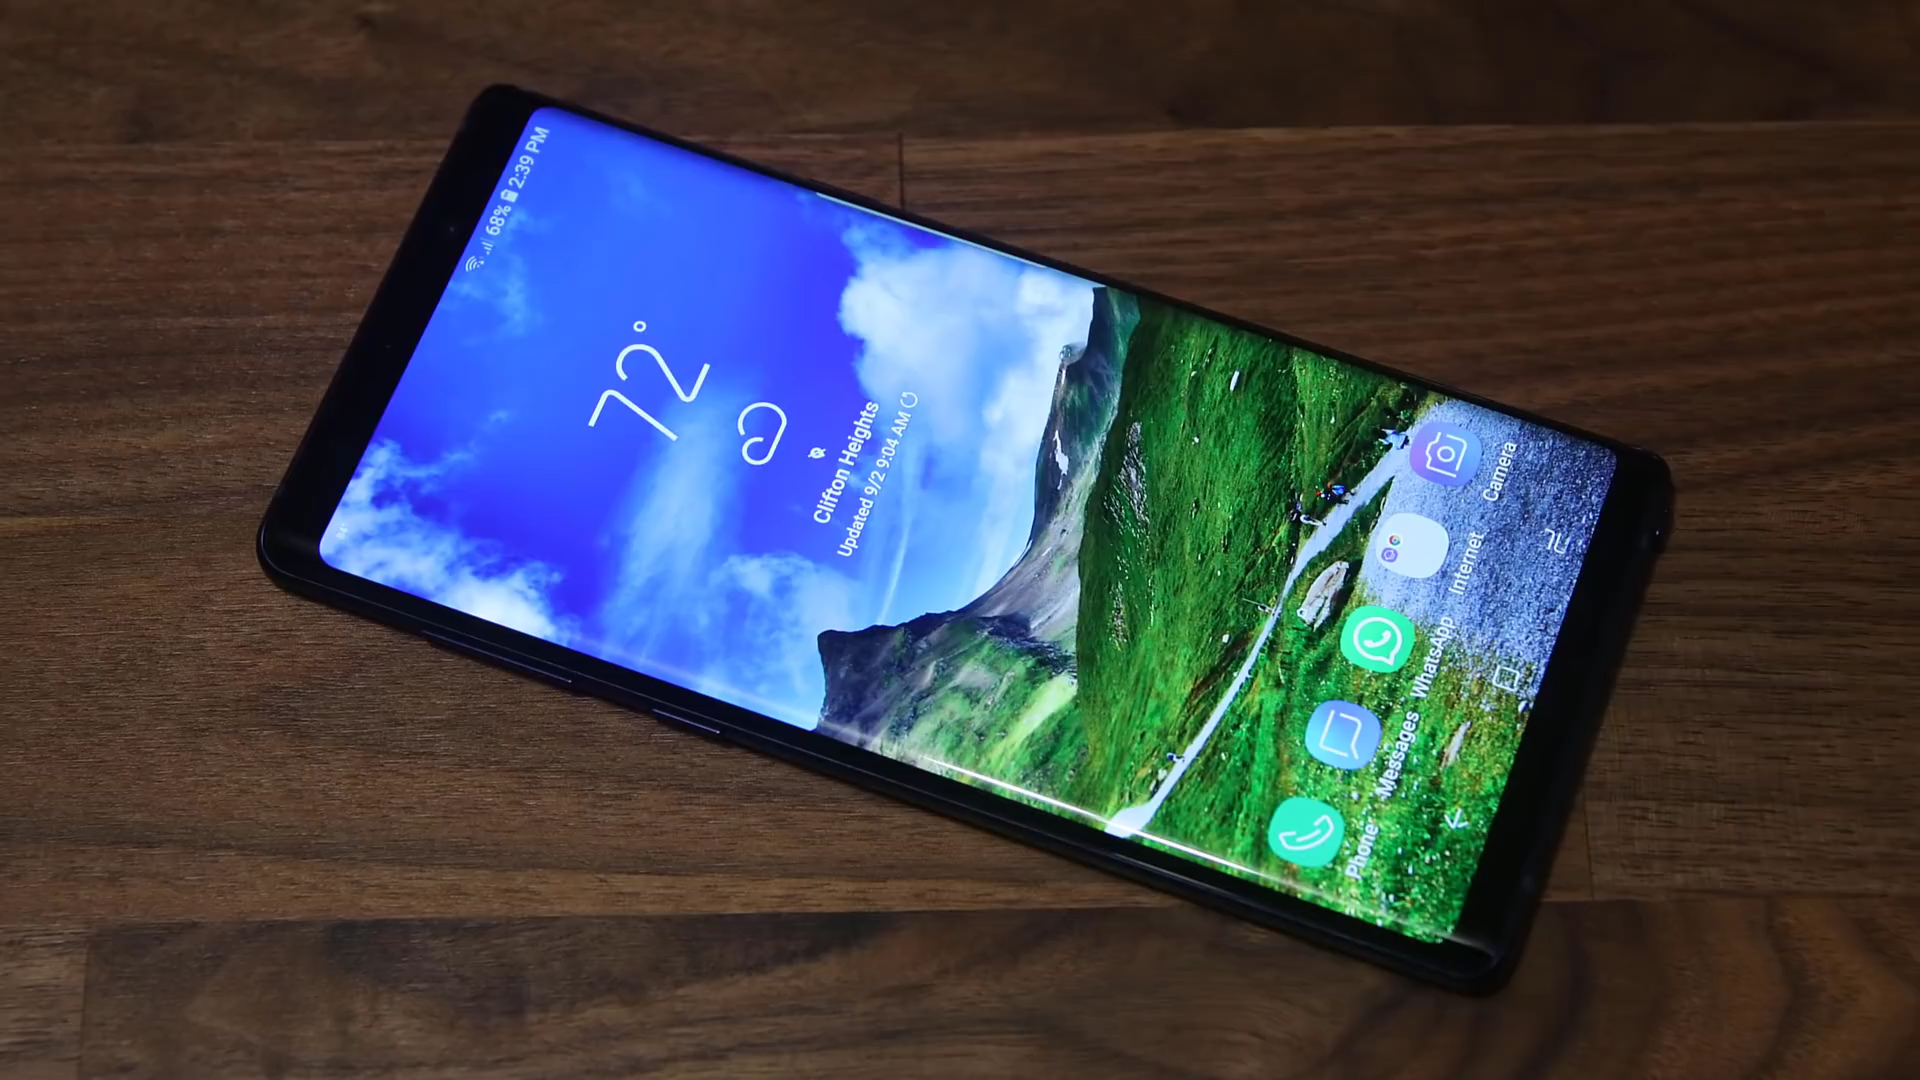 68% 2:39 PM
72°
Clifton Heights
Updated 9/2 9:04 AM
Phone
Messages
WhatsApp
Internet
Camera